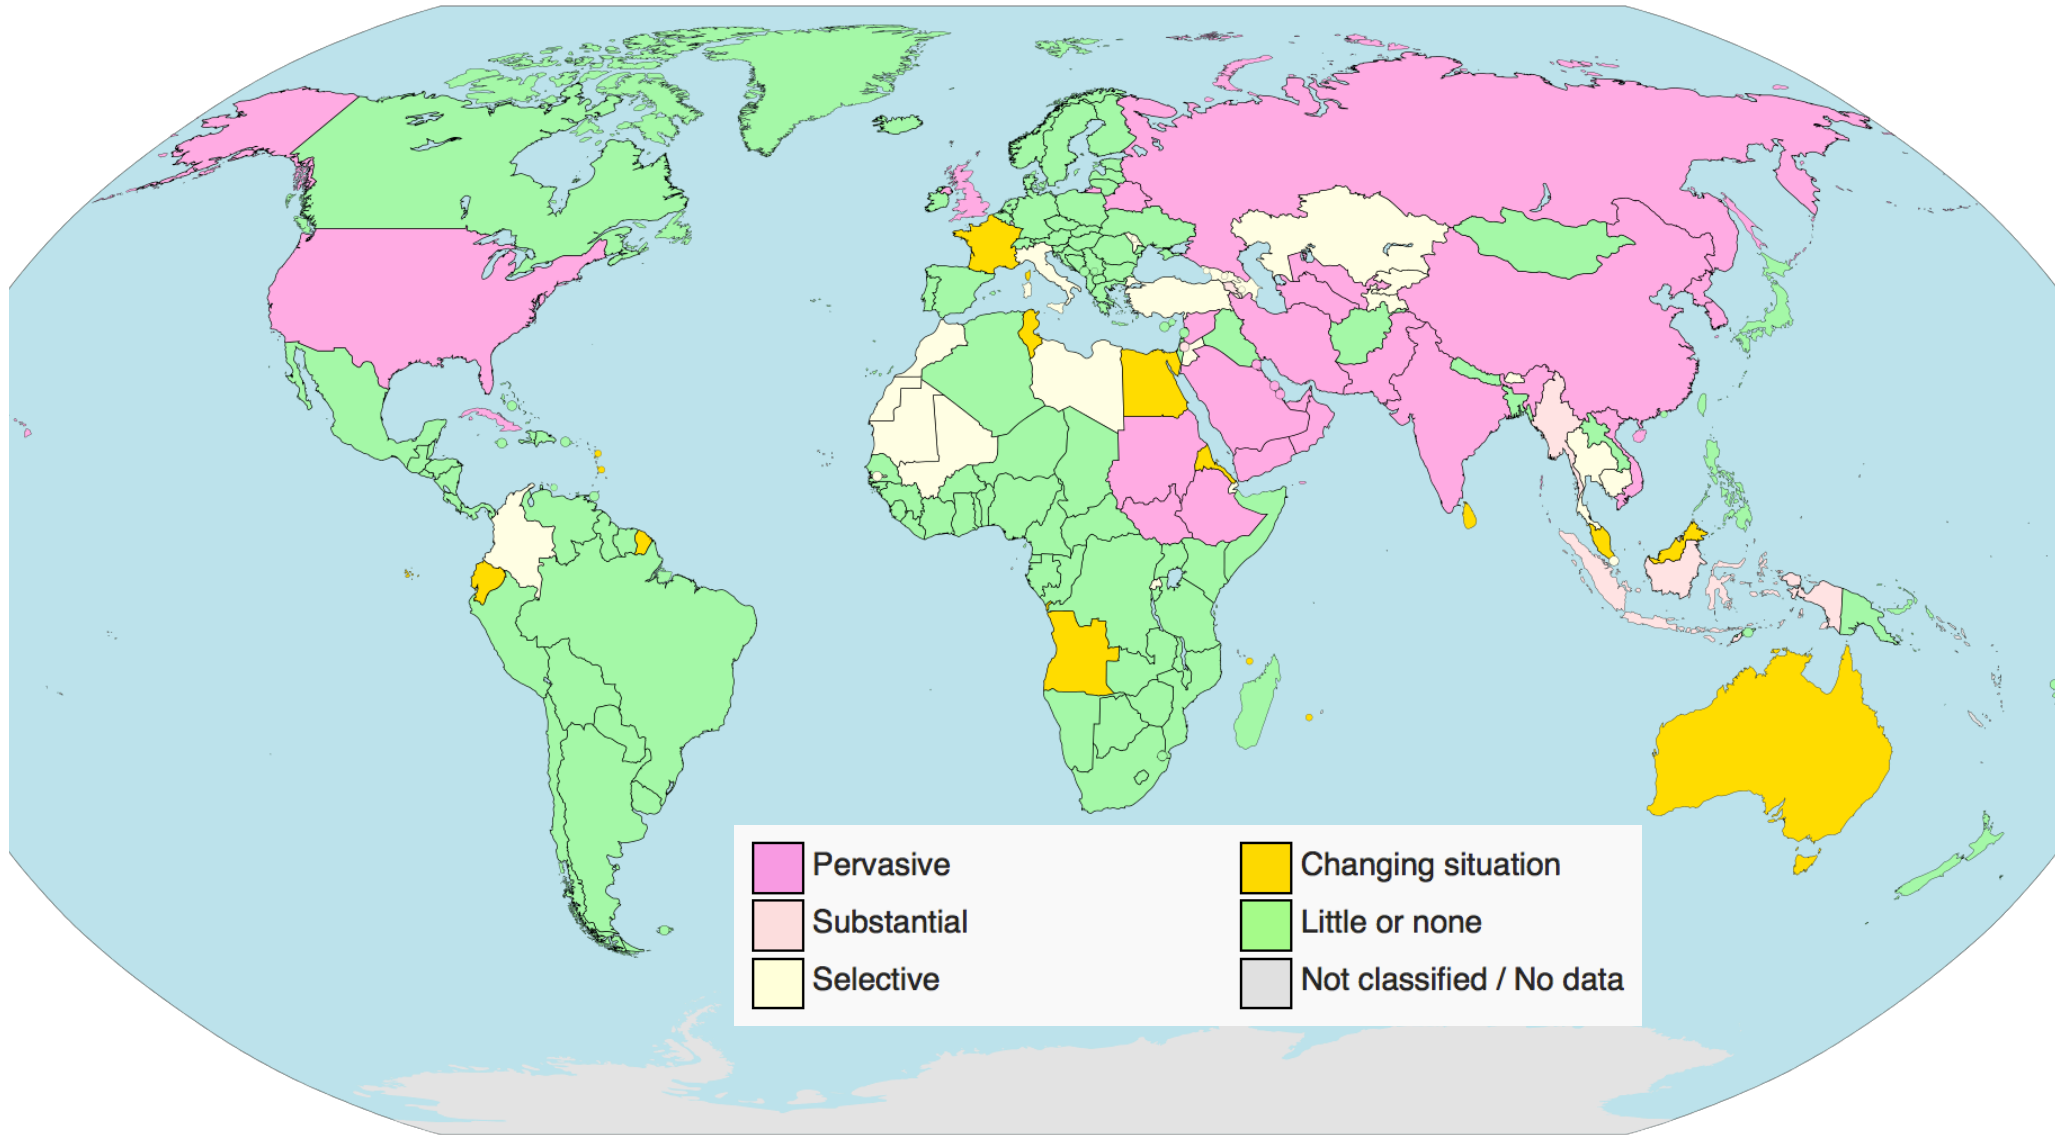 Pervasive
Substantial
Selective
Changing situation
Little or none
Not classified / No data